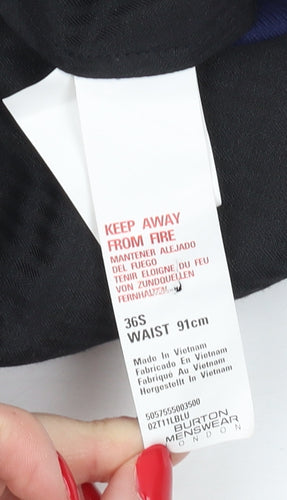 KEEP AWAY
FROM FIRE
MANTENER ALEJADO
DEL FUEGO
TENIR ELOIGNE DU FEU
VON ZUNDQUELLEN
36S
WAIST 91cm
Made In Vietnam
Fabricado En Vietnam
Fabriqué Au Vietnam
Hergestellt In Vietnam
5057555003500
02T11LBLU
BURTON
MENSWEAR
LONDON